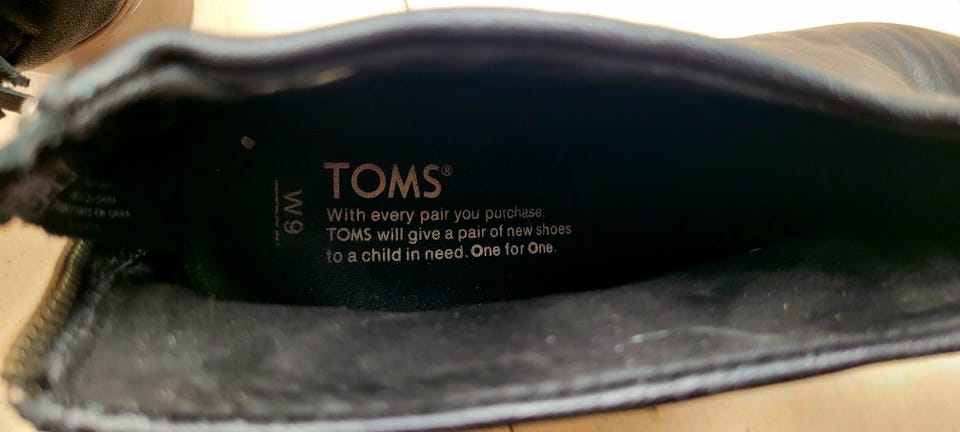 TOMS®
With every pair you purchase,
TOMS will give a pair of new shoes
to a child in need. One for One.
W 9